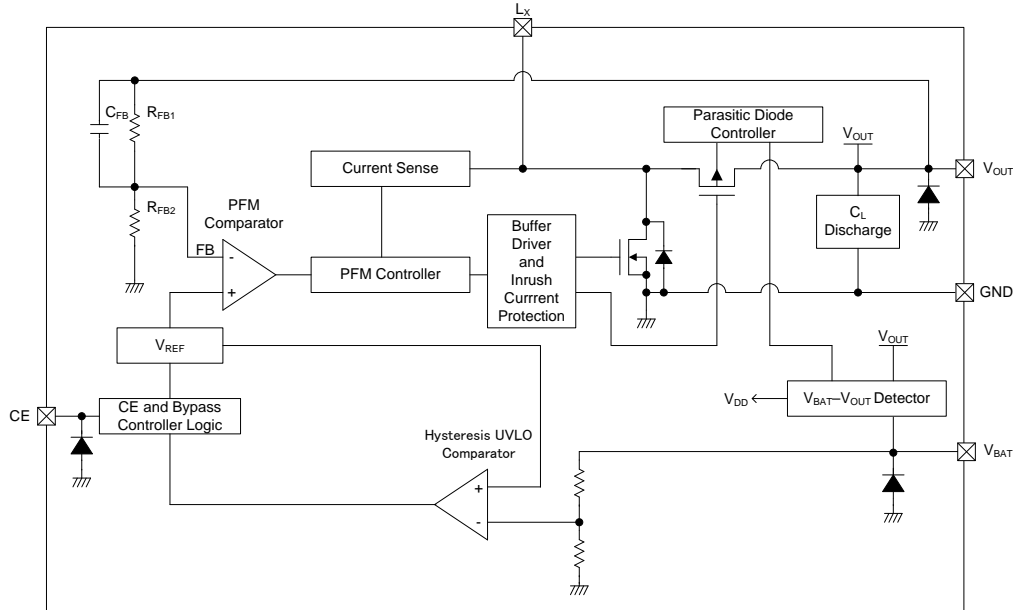 LX
CFB
RFB1
RFB2
PFM
Comparator
FB
-
+
Current Sense
PFM Controller
Buffer
Driver
and
Inrush
Currrent
Protection
Parasitic Diode
Controller
VOUT
VOUT
CL
Discharge
GND
VREF
CE
CE and Bypass
Controller Logic
Hysteresis UVLO
Comparator
+
-
VOUT
VDD
VBAT–VOUT Detector
VBAT